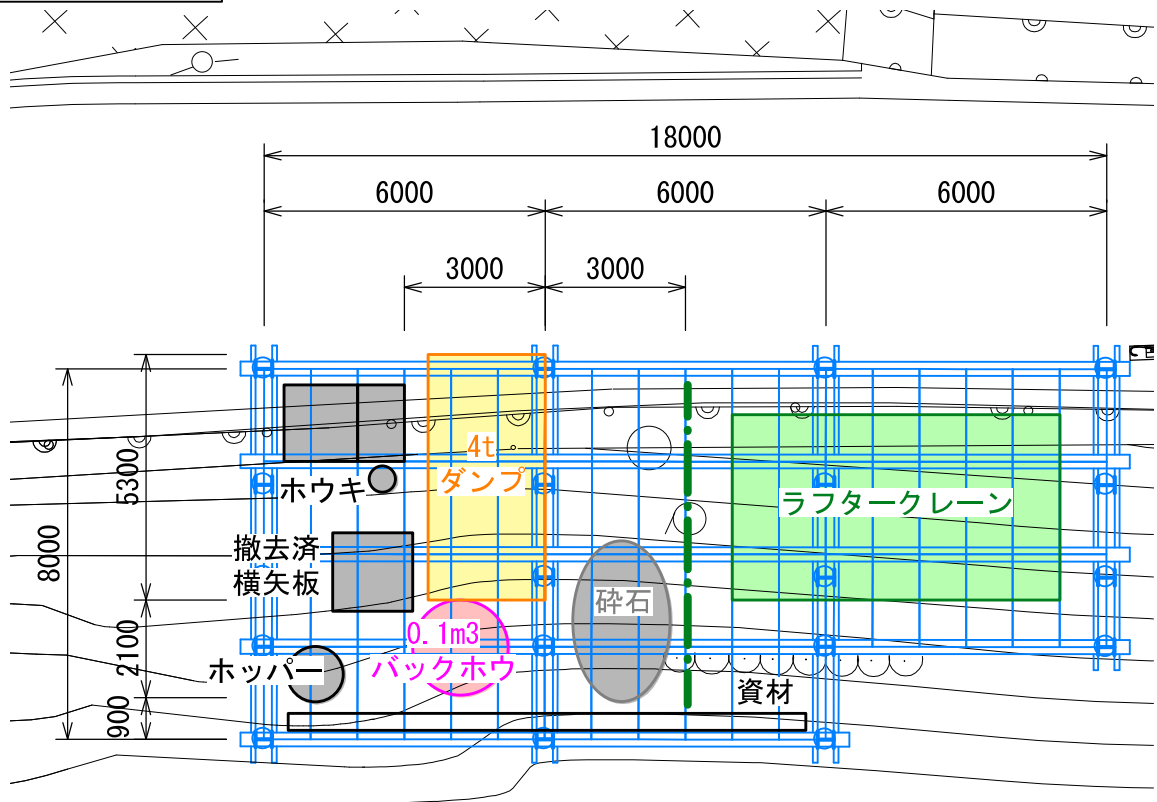 18000
6000
6000
6000
3000
3000
5300
8000
2100
900
4t
ダンプ
ホウキ
ラフタークレーン
撤去済
横矢板
砕石
0.1m3
バックホウ
ホッパー
資材